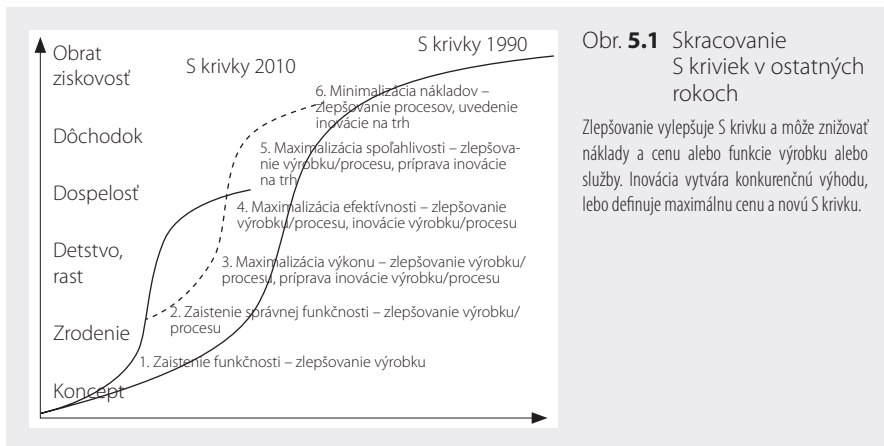 Obrat
ziskovosť
Dôchodok
Dospelosť
Detstvo,
rast
Zrodenie
Koncept
S krivky 2010
S krivky 1990
6. Minimalizácia nákladov –
zlepšovanie procesov, uvedenie
inovácie na trh
5. Maximalizácia spoľahlivosti – zlepšova-
nie výrobku/procesu, príprava inovácie
na trh
4. Maximalizácia efektívnosti – zlepšovanie
výrobku/procesu, inovácie výrobku/procesu
3. Maximalizácia výkonu – zlepšovanie výrobku/
procesu, príprava inovácie výrobku/procesu
2. Zaistenie správnej funkčnosti – zlepšovanie výrobku/
procesu
1. Zaistenie funkčnosti – zlepšovanie výrobku
Obr. 5.1 Skracovanie
S kriviek v ostatných
rokoch
Zlepšovanie vylepšuje S krivku a môže znižovať
náklady a cenu alebo funkcie výrobku alebo
služby. Inovácia vytvára konkurenčnú výhodu,
lebo definuje maximálnu cenu a novú S krivku.